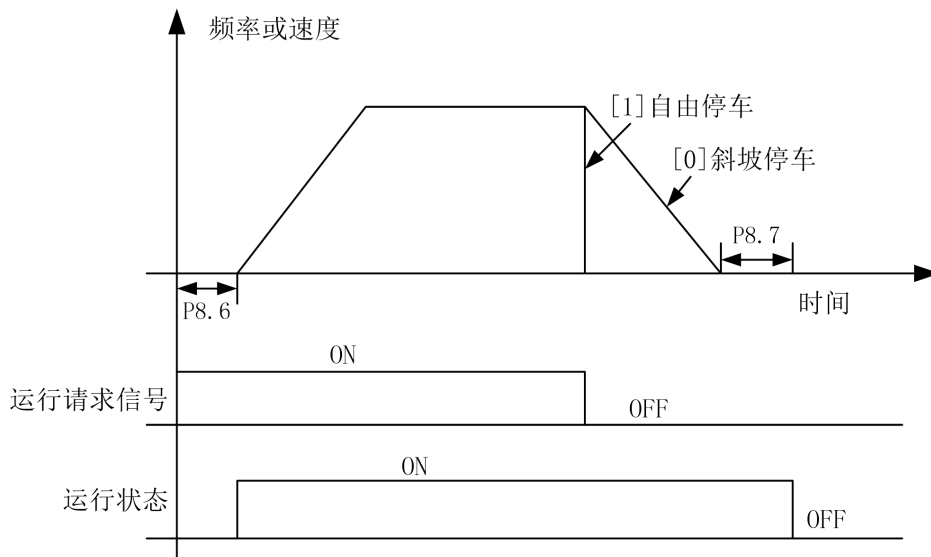 频率或速度
[1]自由停车
[0]斜坡停车
P8.7
P8.6
时间
ON
运行请求信号
OFF
ON
运行状态
OFF